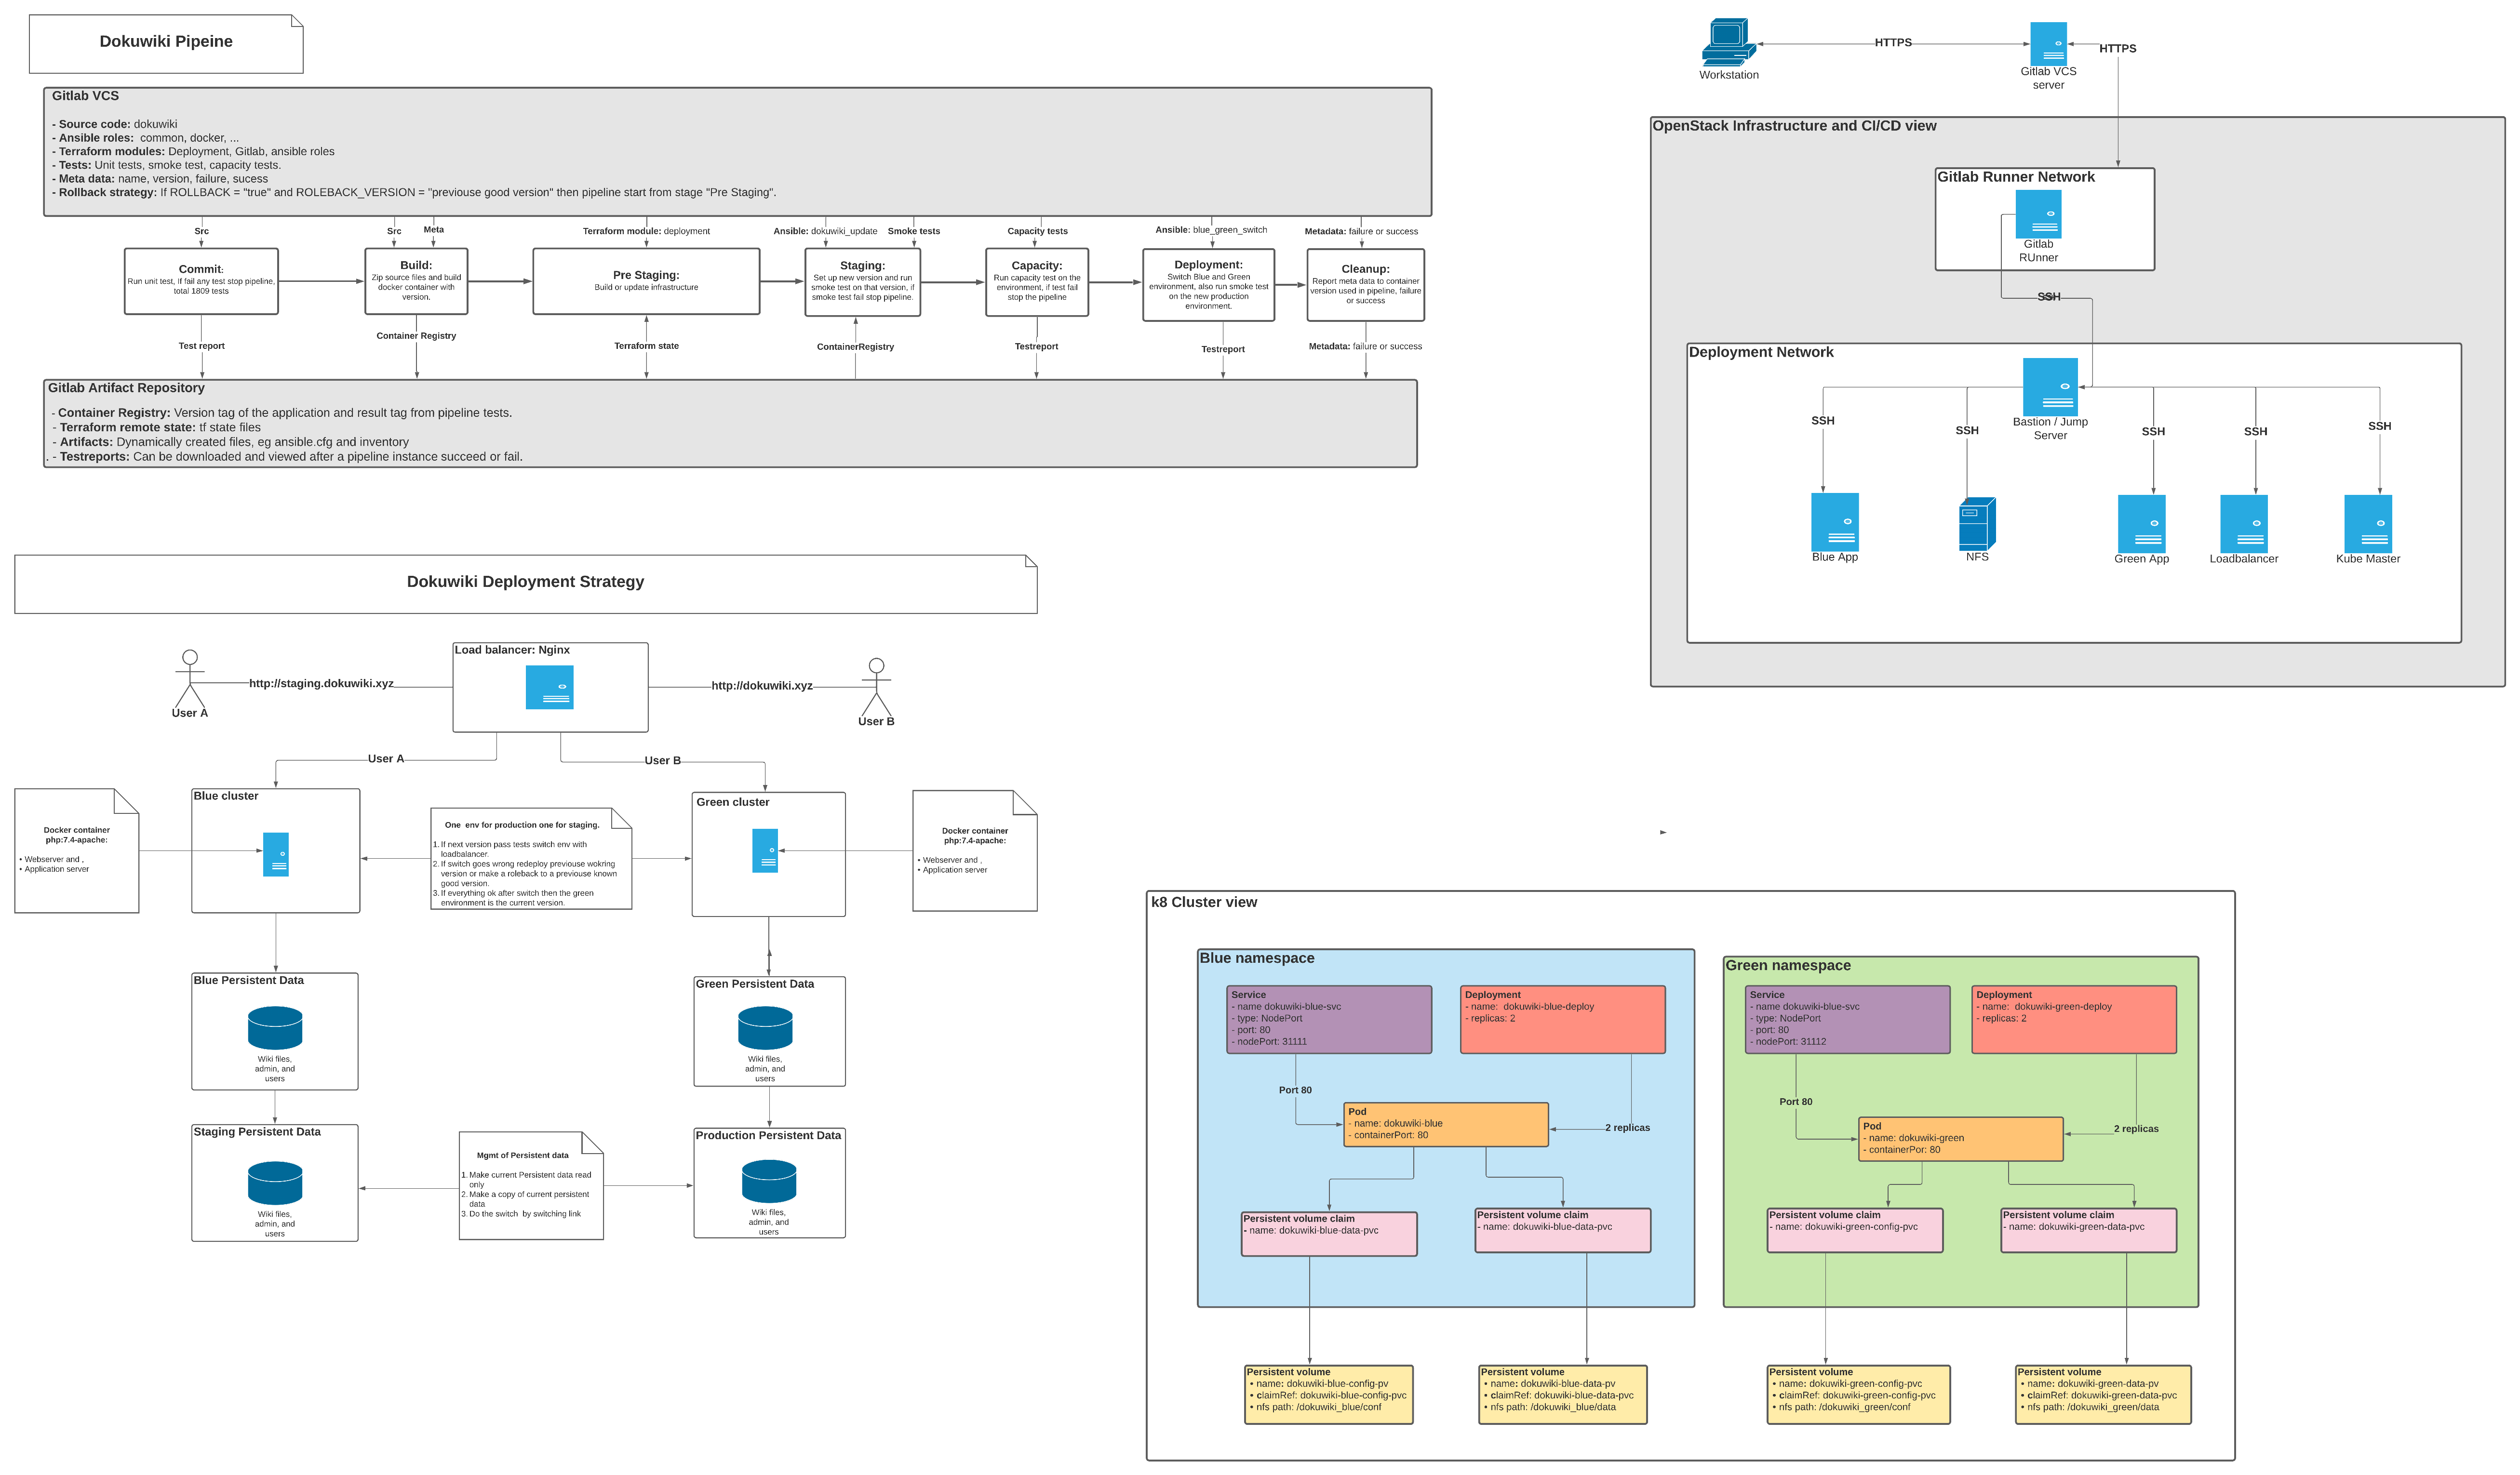 Dokuwiki Pipeine
Gitlab VCS
- Source code: dokuwiki
- Ansible roles:  common, docker, ...
- Terraform modules: Deployment, Gitlab, ansible roles
- Tests: Unit tests, smoke test, capacity tests.
- Meta data: name, version, failure, sucess
- Rollback strategy: If ROLLBACK = "true" and ROLEBACK_VERSION = "previouse good version" then pipeline start from stage "Pre Staging".
Src
Src
Meta
Terraform module: deployment
Ansible: dokuwiki_update
Smoke tests
Capacity tests
Ansible: blue_green_switch
Metadata: failure or success
Commit:
Run unit test, If fail any test stop pipeline,
total 1809 tests
Build:
Zip source files and build
docker container with
version.
Pre Staging:
Build or update infrastructure
Staging:
Set up new version and run
smoke test on that version, if
smoke test fail stop pipeline.
Capacity:
Run capacity test on the
environment, if test fail
stop the pipeline
Deployment:
Switch Blue and Green
environment, also run smoke test
on the new production
environment.
Cleanup:
Report meta data to container
version used in pipeline, failure
or success
Test report
Container Registry
Terraform state
ContainerRegistry
Testreport
Testreport
Metadata: failure or success
Gitlab Artifact Repository
- Container Registry: Version tag of the application and result tag from pipeline tests.
- Terraform remote state: tf state files
- Artifacts: Dynamically created files, eg ansible.cfg and inventory
. - Testreports: Can be downloaded and viewed after a pipeline instance succeed or fail.
Workstation
HTTPS
Gitlab VCS
server
HTTPS
OpenStack Infrastructure and CI/CD view
Gitlab Runner Network
Gitlab
RUnner
SSH
Deployment Network
Bastion / Jump
Server
SSH
SSH
SSH
SSH
SSH
Blue App
NFS
Green App
Loadbalancer
Kube Master
Dokuwiki Deployment Strategy
Load balancer: Nginx
http://staging.dokuwiki.xyz
http://dokuwiki.xyz
User A
User B
User A
User B
Docker container
php:7.4-apache:
• Webserver and ,
• Application server
Blue cluster
One  env for production one for staging.
1. If next version pass tests switch env with
loadbalancer.
2. If switch goes wrong redeploy previouse wokring
version or make a roleback to a previouse known
good version.
3. If everything ok after switch then the green
environment is the current version.
Green cluster
Docker container
php:7.4-apache:
• Webserver and ,
• Application server
Blue Persistent Data
Wiki files,
admin, and
users
Green Persistent Data
Wiki files,
admin, and
users
Staging Persistent Data
Wiki files,
admin, and
users
Mgmt of Persistent data
1. Make current Persistent data read
only
2. Make a copy of current persistent
data
3. Do the switch  by switching link
Production Persistent Data
Wiki files,
admin, and
users
k8 Cluster view
Blue namespace
Service
- name dokuwiki-blue-svc
- type: NodePort
- port: 80
- nodePort: 31111
Deployment
- name:  dokuwiki-blue-deploy
- replicas: 2
Port 80
Pod
- name: dokuwiki-blue
- containerPort: 80
2 replicas
Persistent volume claim
- name: dokuwiki-blue-data-pvc
Persistent volume claim
- name: dokuwiki-blue-data-pvc
Green namespace
Service
- name dokuwiki-blue-svc
- type: NodePort
- port: 80
- nodePort: 31112
Deployment
- name:  dokuwiki-green-deploy
- replicas: 2
Port 80
Pod
- name: dokuwiki-green
- containerPor: 80
2 replicas
Persistent volume claim
- name: dokuwiki-green-config-pvc
Persistent volume claim
- name: dokuwiki-green-data-pvc
Persistent volume
• name: dokuwiki-blue-config-pv
• claimRef: dokuwiki-blue-config-pvc
• nfs path: /dokuwiki_blue/conf
Persistent volume
• name: dokuwiki-blue-data-pv
• claimRef: dokuwiki-blue-data-pvc
• nfs path: /dokuwiki_blue/data
Persistent volume
• name: dokuwiki-green-config-pvc
• claimRef: dokuwiki-green-config-pvc
• nfs path: /dokuwiki_green/conf
Persistent volume
• name: dokuwiki-green-data-pv
• claimRef: dokuwiki-green-data-pvc
• nfs path: /dokuwiki_green/data